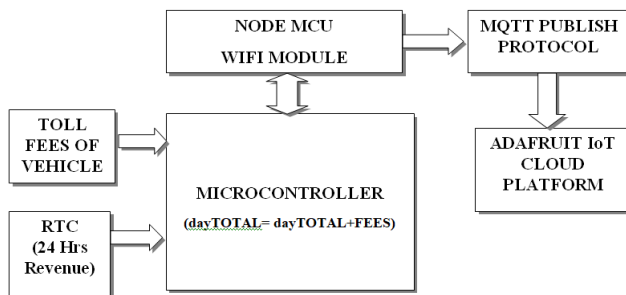 NODE MCU
WIFI MODULE
MQTT PUBLISH
PROTOCOL
TOLL
FEES OF
VEHICLE
MICROCONTROLLER
(dayTOTAL= dayTOTAL+FEES)
ADAFRUIT IoT
CLOUD
PLATFORM
RTC
(24 Hrs
Revenue)